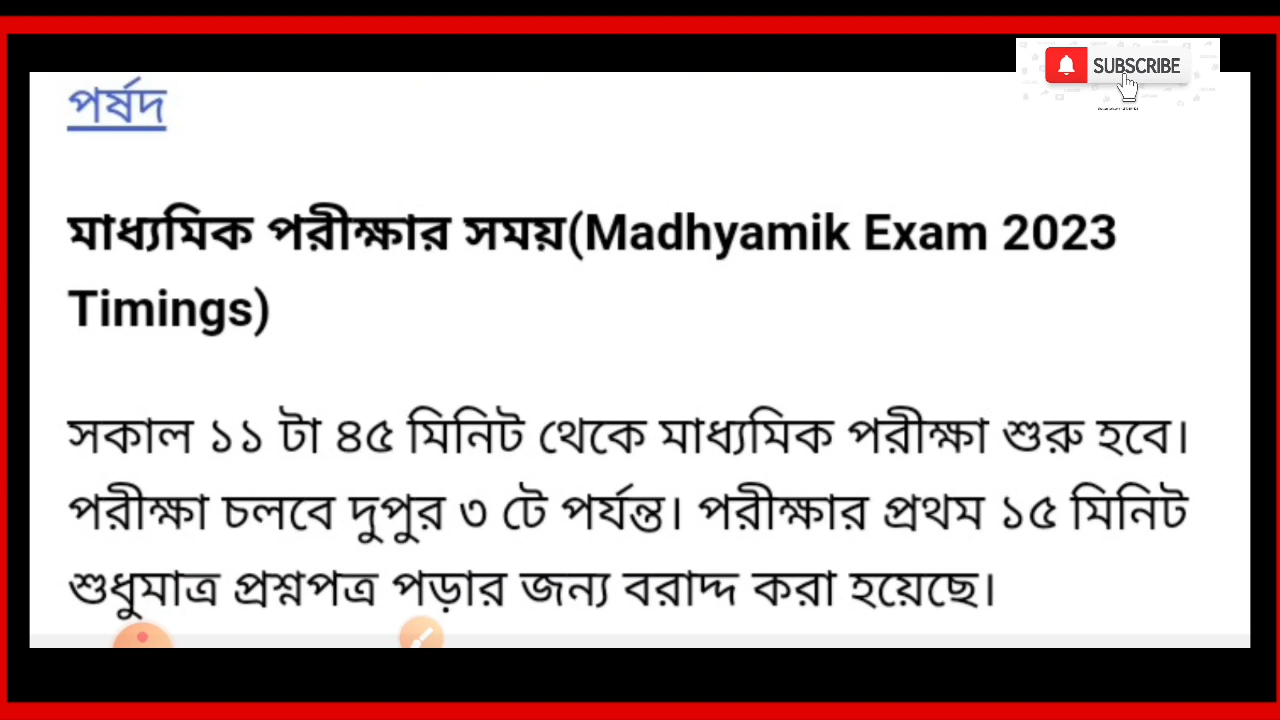 পর্ষদ
SUBSCRIBE
মাধ্যমিক পরীক্ষার সময়(Madhyamik Exam 2023
Timings)
সকাল ১১ টা ৪৫ মিনিট থেকে মাধ্যমিক পরীক্ষা শুরু হবে।
পরীক্ষা চলবে দুপুর ৩ টে পর্যন্ত। পরীক্ষার প্রথম ১৫ মিনিট
শুধুমাত্র প্রশ্নপত্র পড়ার জন্য বরাদ্দ করা হয়েছে।